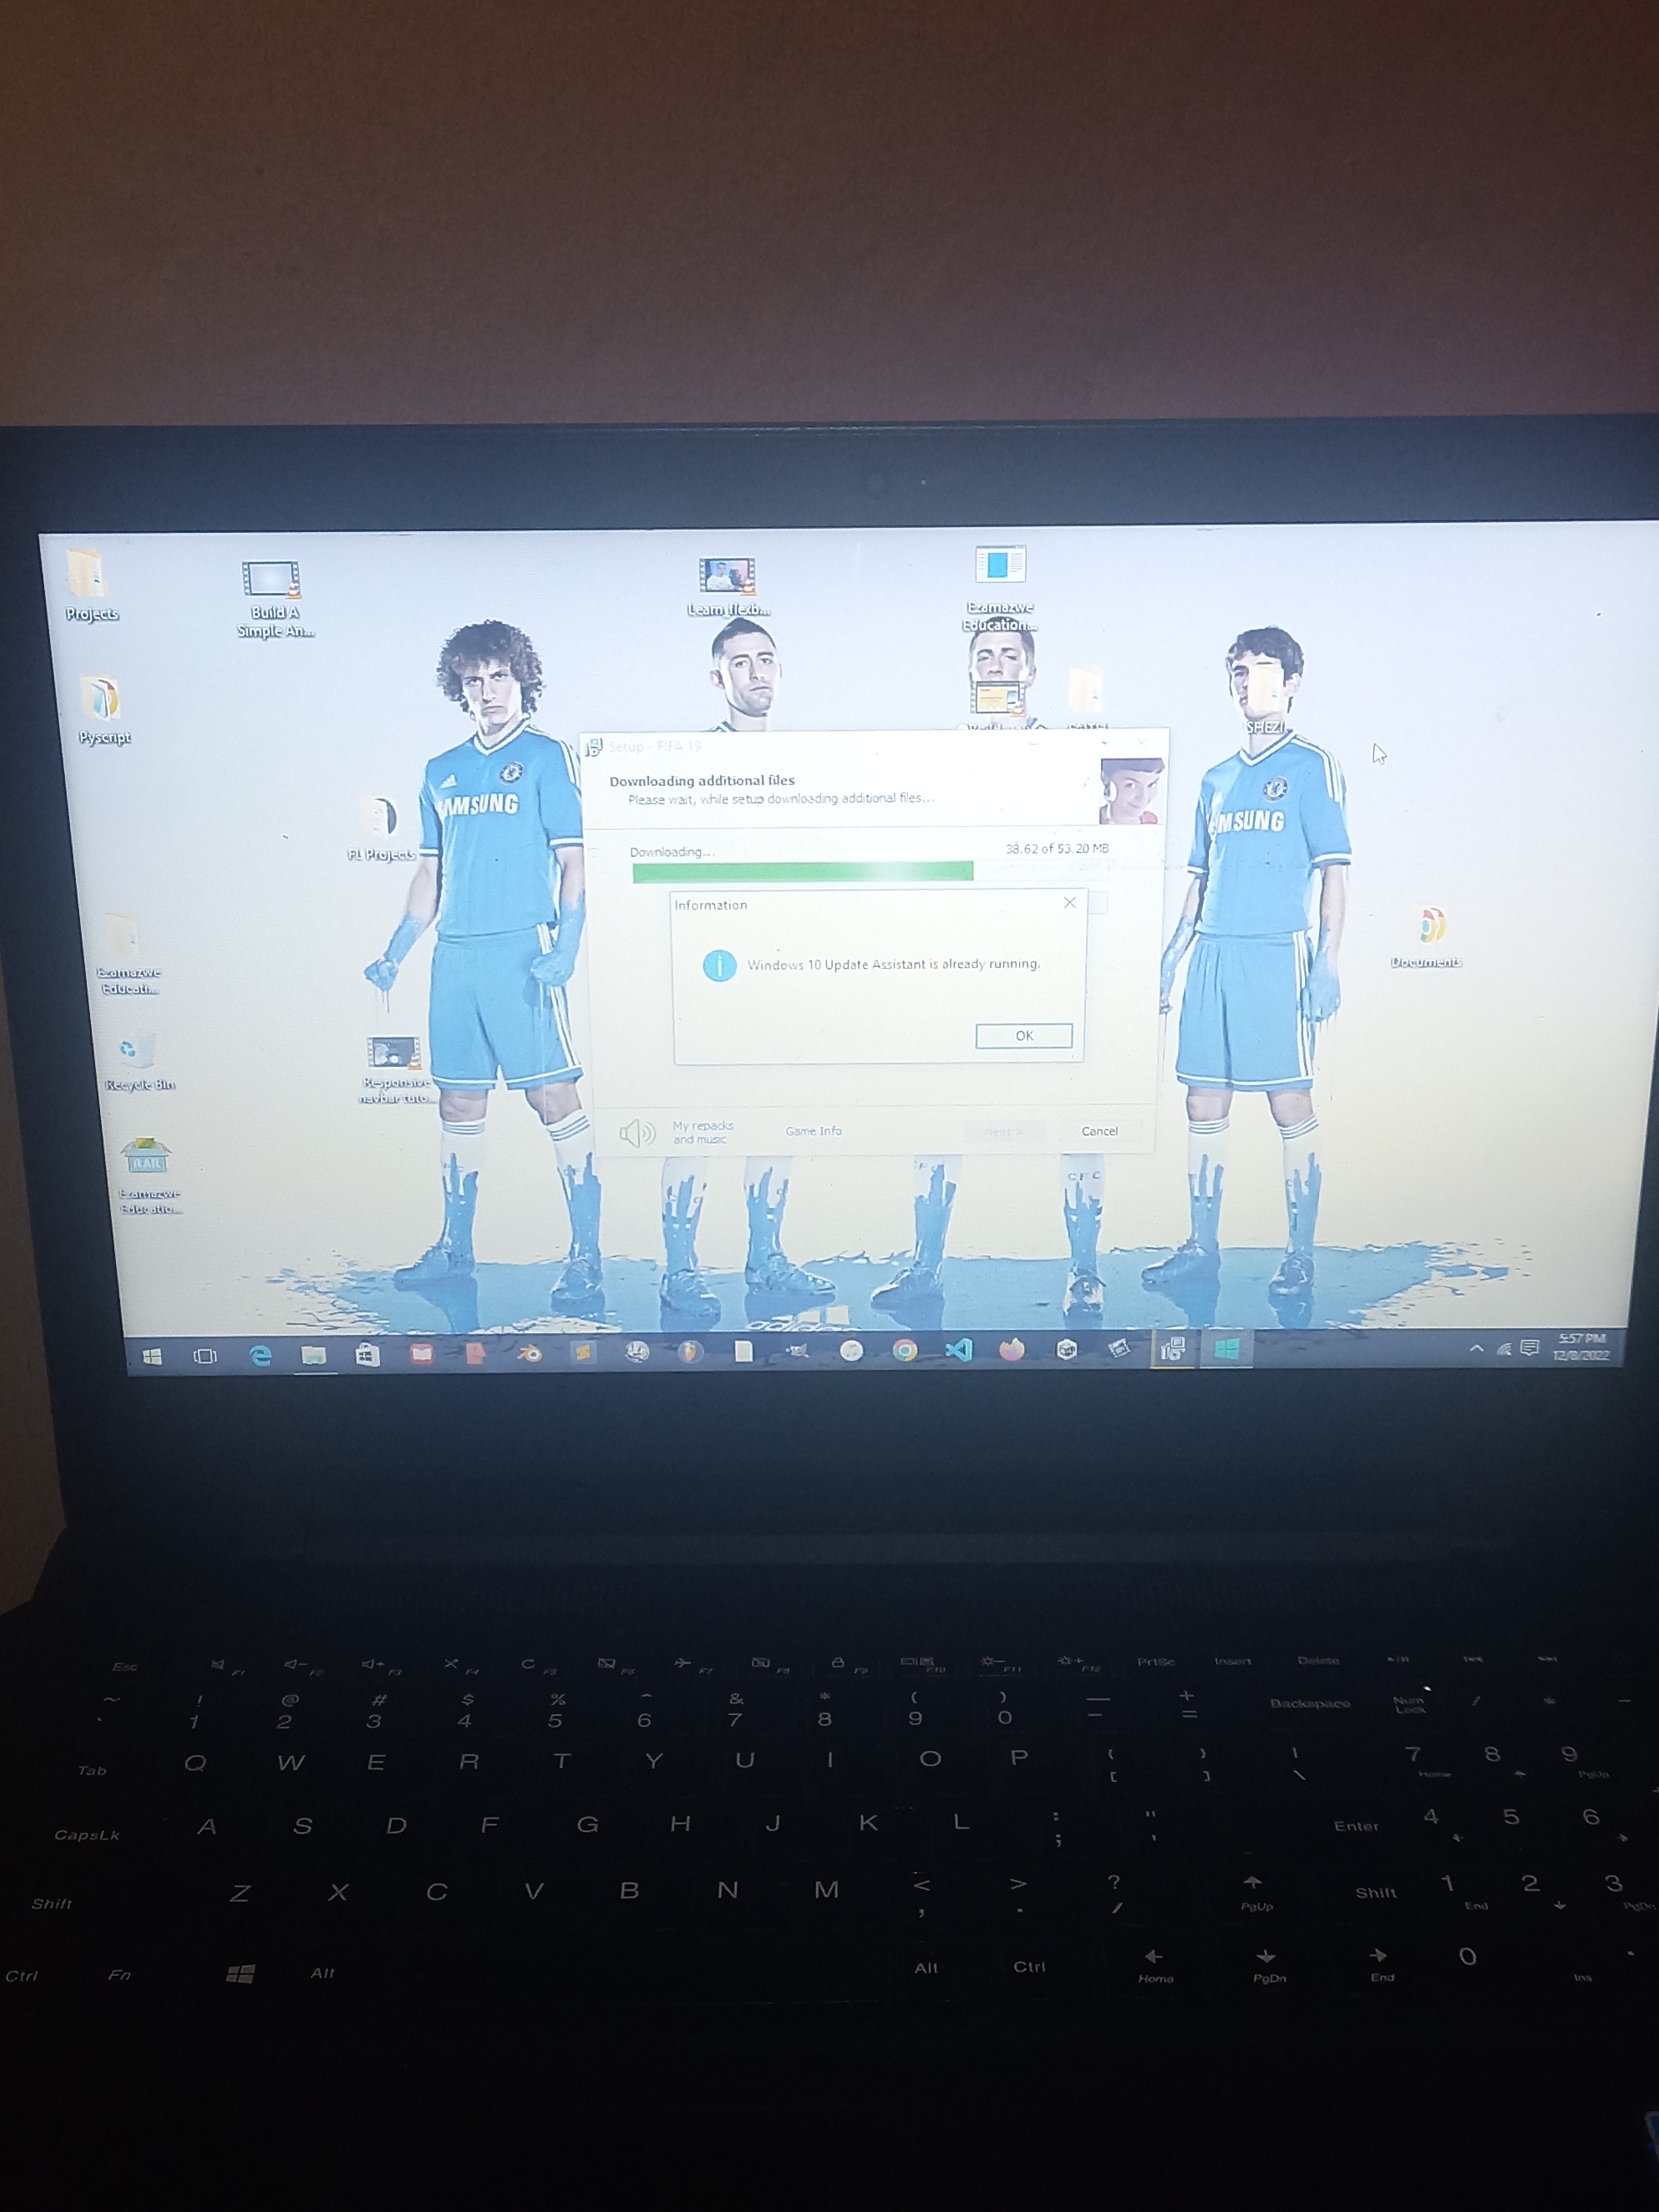 Projects
Build A
Simple An...
Learn flexb...
Ezamazwe
Education...
Pyscript
SHEZI
SAMSUNG
SAMSUNG
F1 Projects
Setup - FIFA 19
Downloading additional files
Please wait, while setup downloading additional files...
Downloading...
38.62 of 53.20 MB
Information
Windows 10 Update Assistant is already running.
OK
Documents
Ezamazwe
Educati...
Recycle Bin
Responsive
navbar tuto...
My repacks
and music
Game Info
Next >
Cancel
RAR
Ezamazwe
Educatio...
CFC
adidas
5:57 PM
12/8/2022
Esc
F1
F2
F3
F4
F5
F6
F7
F8
F9
F10
F11
F12
PrtSc
Insert
Delete
~ ! @ # $ % ^ & * ( ) — +
` 1 2 3 4 5 6 7 8 9 0 - =
Backspace
Num
Lock
/ * -
Tab
Q W E R T Y U I O P
{ } |
[ ] \
7 8 9
Home
PgUp
CapsLk
A S D F G H J K L
: "
; '
Enter
4 5 6
Shift
Z X C V B N M
< > ?
, . /
PgUp
Shift
1 2 3
End
PgDn
Ctrl
Fn
Alt
Alt
Ctrl
Home
PgDn
End
0
Ins
.